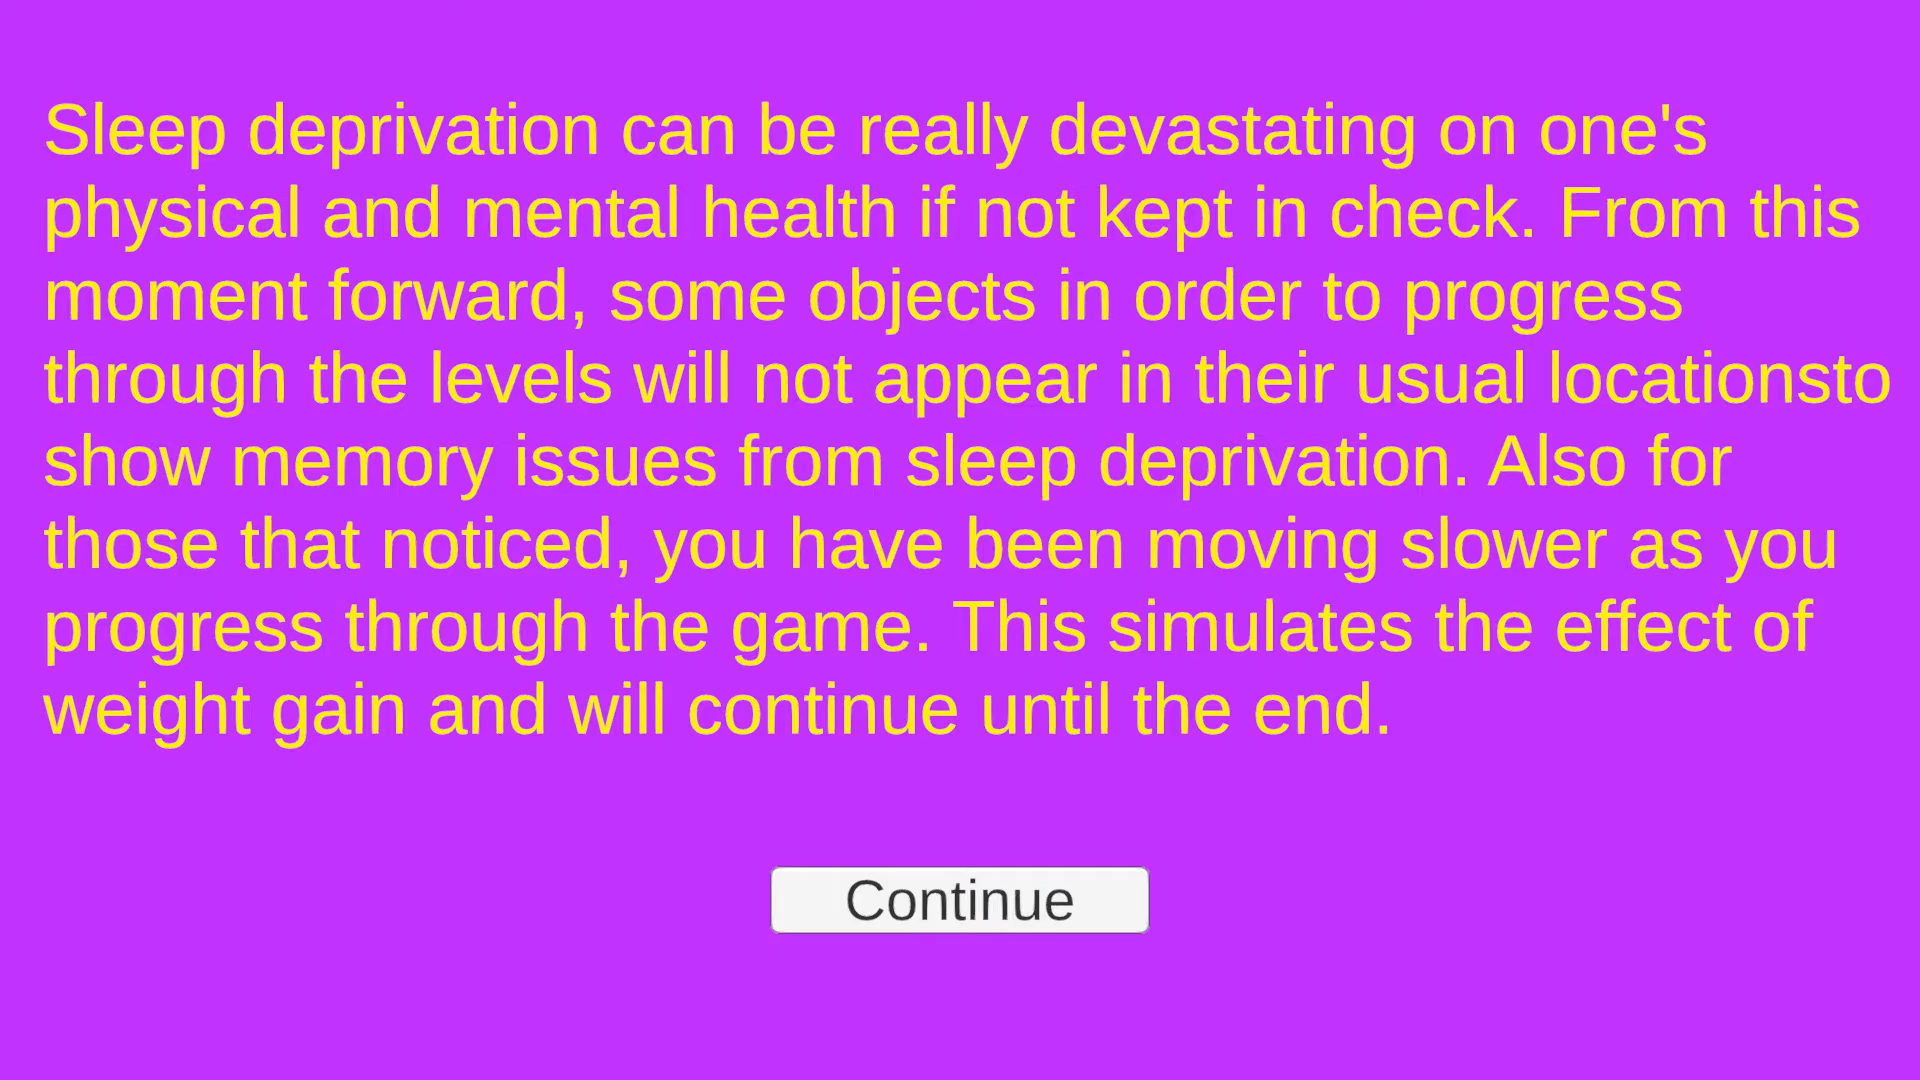 Sleep deprivation can be really devastating on one's
physical and mental health if not kept in check. From this
moment forward, some objects in order to progress
through the levels will not appear in their usual locationsto
show memory issues from sleep deprivation. Also for
those that noticed, you have been moving slower as you
progress through the game. This simulates the effect of
weight gain and will continue until the end.
Continue